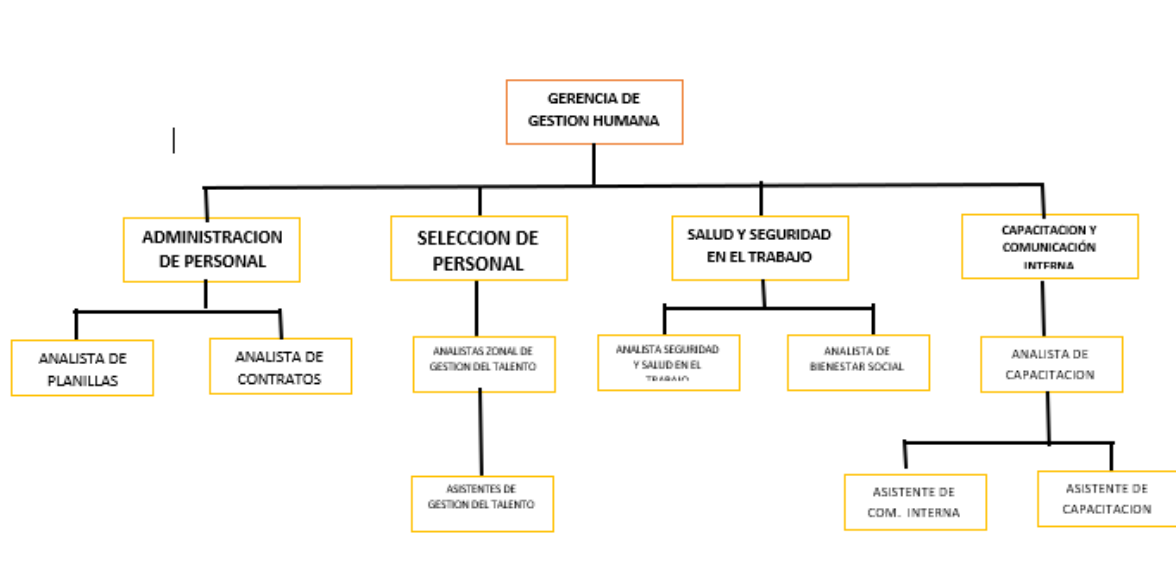 GERENCIA DE
GESTION HUMANA
ADMINISTRACION
DE PERSONAL
SELECCION DE
PERSONAL
SALUD Y SEGURIDAD
EN EL TRABAJO
CAPACITACION Y
COMUNICACIÓN
INTERNA
ANALISTA DE
PLANILLAS
ANALISTA DE
CONTRATOS
ANALISTAS ZONAL DE
GESTION DEL TALENTO
ANALISTA SEGURIDAD
Y SALUD EN EL
TRABAJO
ANALISTA DE
BIENESTAR SOCIAL
ANALISTA DE
CAPACITACION
ASISTENTES DE
GESTION DEL TALENTO
ASISTENTE DE
COM. INTERNA
ASISTENTE DE
CAPACITACION